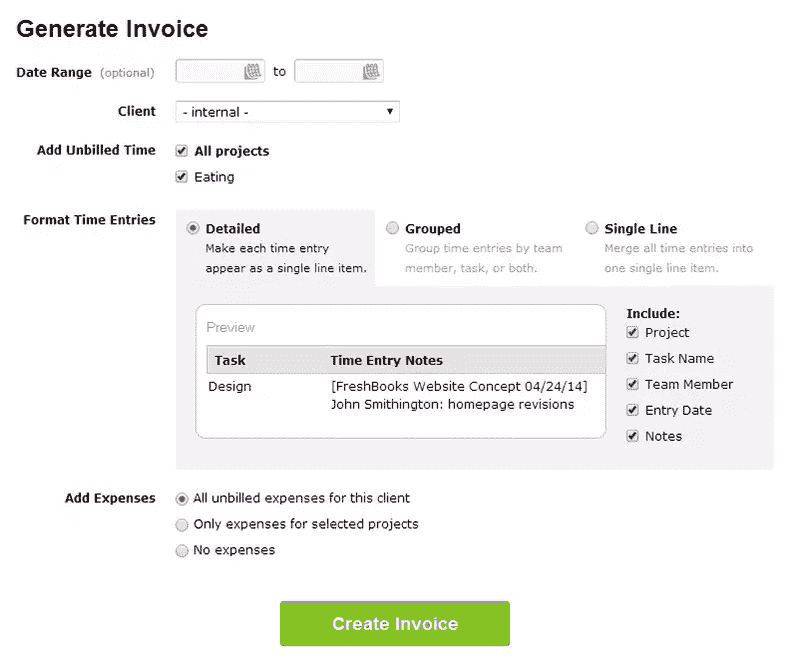 Generate Invoice
Date Range (optional) to
Client - internal -
Add Unbilled Time All projects
Eating
Format Time Entries
Detailed
Make each time entry
appear as a single line item.
Grouped
Group time entries by team
member, task, or both.
Single Line
Merge all time entries into
one single line item.
Preview
Task Time Entry Notes
Design [FreshBooks Website Concept 04/24/14]
John Smithington: homepage revisions
Include:
Project
Task Name
Team Member
Entry Date
Notes
Add Expenses All unbilled expenses for this client
Only expenses for selected projects
No expenses
Create Invoice